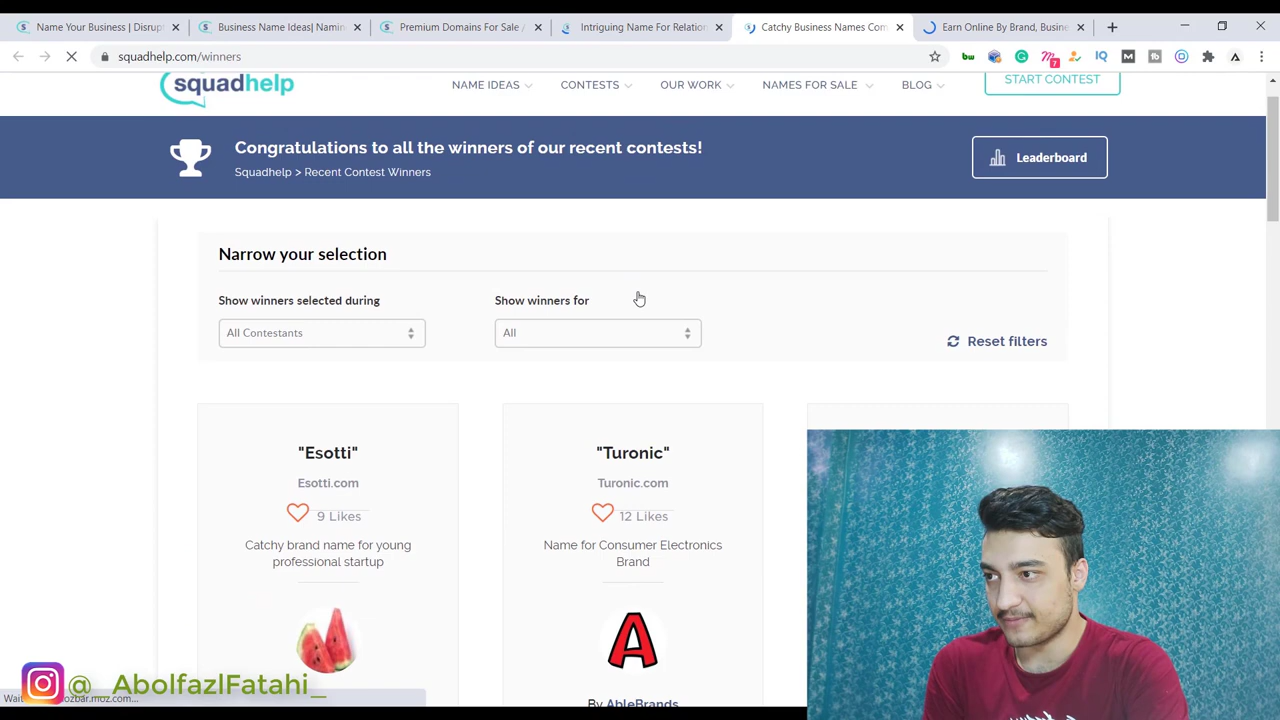 Name Your Business | Disrupt
Business Name Ideas| Namin
Premium Domains For Sale /
Intriguing Name For Relation
Catchy Business Names Com
Earn Online By Brand, Busine
squadhelp.com/winners
squadhelp
NAME IDEAS
CONTESTS
OUR WORK
NAMES FOR SALE
BLOG
START CONTEST
Congratulations to all the winners of our recent contests!
Squadhelp > Recent Contest Winners
Leaderboard
Narrow your selection
Show winners selected during
Show winners for
All Contestants
All
Reset filters
"Esotti"
Esotti.com
9 Likes
Catchy brand name for young
professional startup
"Turonic"
Turonic.com
12 Likes
Name for Consumer Electronics
Brand
A
By AbleBrands
@_AbolfazlFatahi_